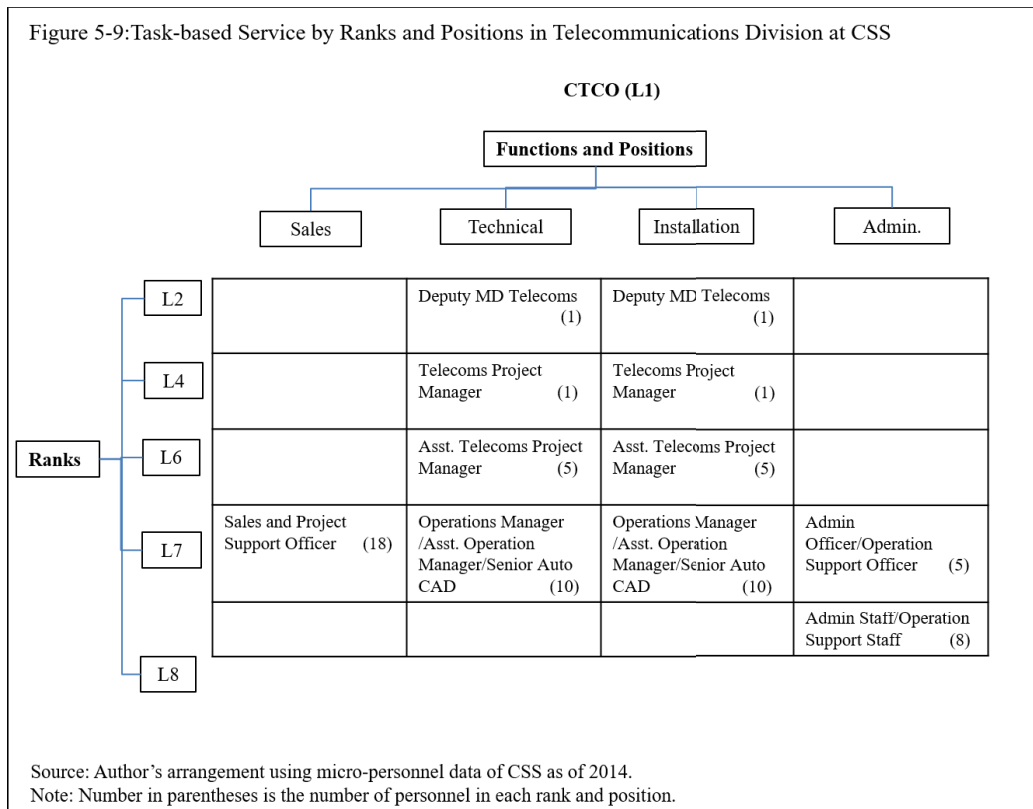 Figure 5-9:Task-based Service by Ranks and Positions in Telecommunications Division at CSS
CTCO (L1)
Functions and Positions
Sales
Technical
Installation
Admin.
Ranks
L2
Deputy MD Telecoms
(1)
Deputy MD Telecoms
(1)
L4
Telecoms Project
Manager (1)
Telecoms Project
Manager (1)
L6
Asst. Telecoms Project
Manager (5)
Asst. Telecoms Project
Manager (5)
L7
Sales and Project
Support Officer (18)
Operations Manager
/Asst. Operation
Manager/Senior Auto
CAD (10)
Operations Manager
/Asst. Operation
Manager/Senior Auto
CAD (10)
Admin
Officer/Operation
Support Officer (5)
L8
Admin Staff/Operation
Support Staff (8)
Source: Author’s arrangement using micro-personnel data of CSS as of 2014.
Note: Number in parentheses is the number of personnel in each rank and position.